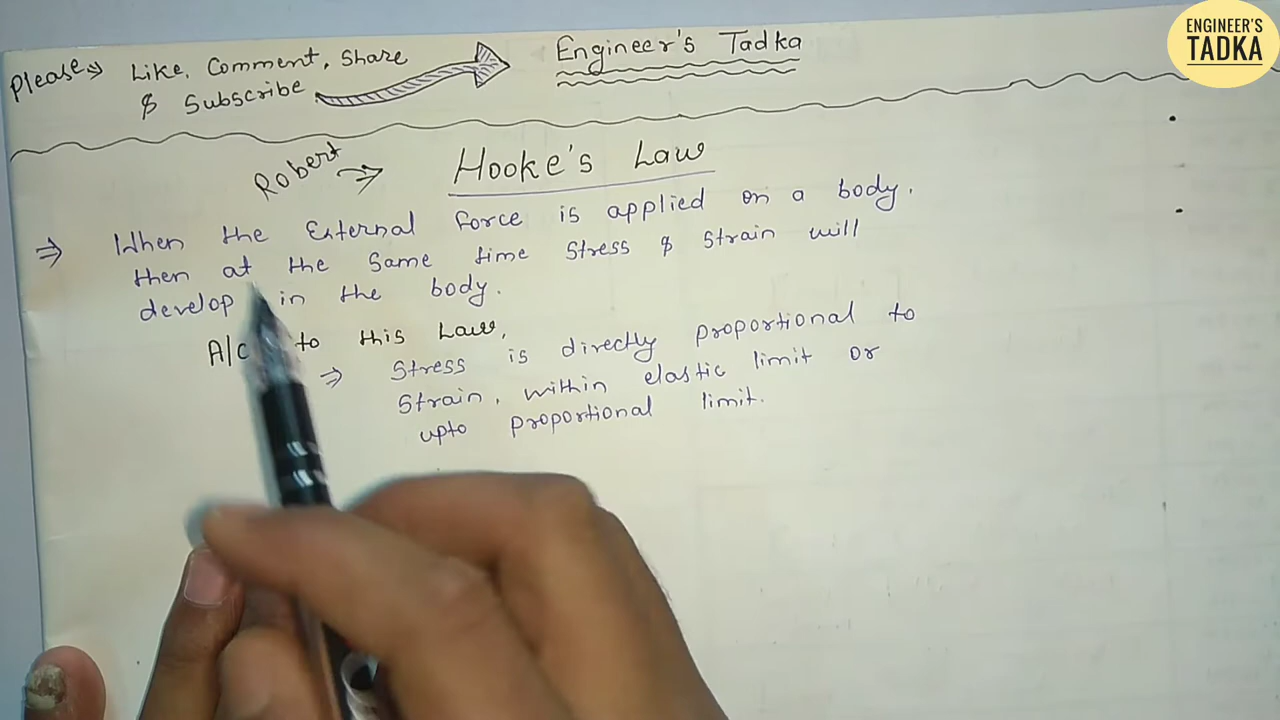 Please ⇒ Like, Comment, Share
& Subscribe
Engineer's Tadka
ENGINEER'S
TADKA
Robert ⇒ Hooke's Law
⇒ When the External force is applied on a body.
then at the same time Stress & Strain will
develop in the body.
A/c to this Law,
⇒ Stress is directly proportional to
Strain, within elastic limit or
upto proportional limit.